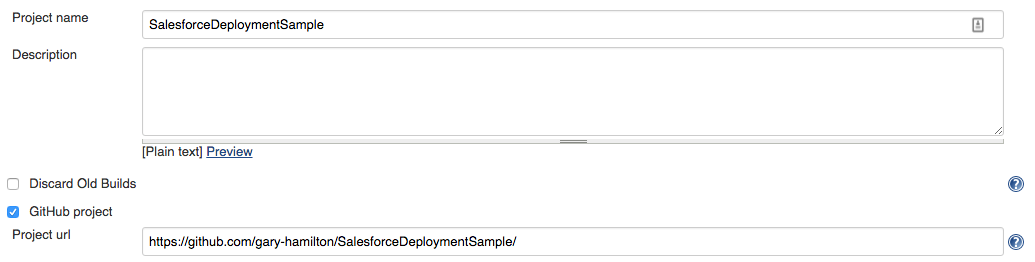 Project name
SalesforceDeploymentSample
Description
[Plain text] Preview
Discard Old Builds
GitHub project
Project url
https://github.com/gary-hamilton/SalesforceDeploymentSample/